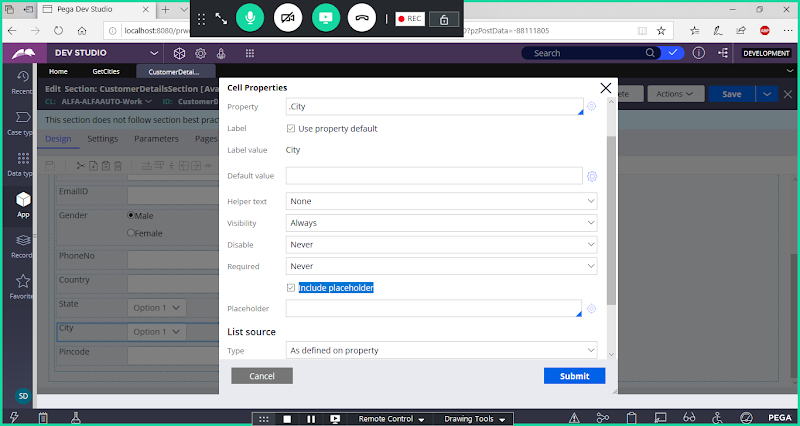 Pega Dev Studio
localhost:8080/prw
0?pzPostData=-88111805
REC
ABP
DEV STUDIO
Search
DEVELOPMENT
Home
GetCities
CustomerDetai...
Recent
Edit Section: CustomerDetailsSection [Ava
CL: ALFA-ALFAAUTO-Work
ID: CustomerD
Actions
Save
This section does not follow section best prac
Case typ
Design
Settings
Parameters
Pages
Data type
App
Record
Favorite
SD
EmailID
Gender
Male
Female
PhoneNo
Country
State
Option 1
City
Option 1
Pincode
Cell Properties
Property
.City
Label
Use property default
Label value
City
Default value
Helper text
None
Visibility
Always
Disable
Never
Required
Never
Include placeholder
Placeholder
List source
Type
As defined on property
Cancel
Submit
Remote Control
Drawing Tools
PEGA